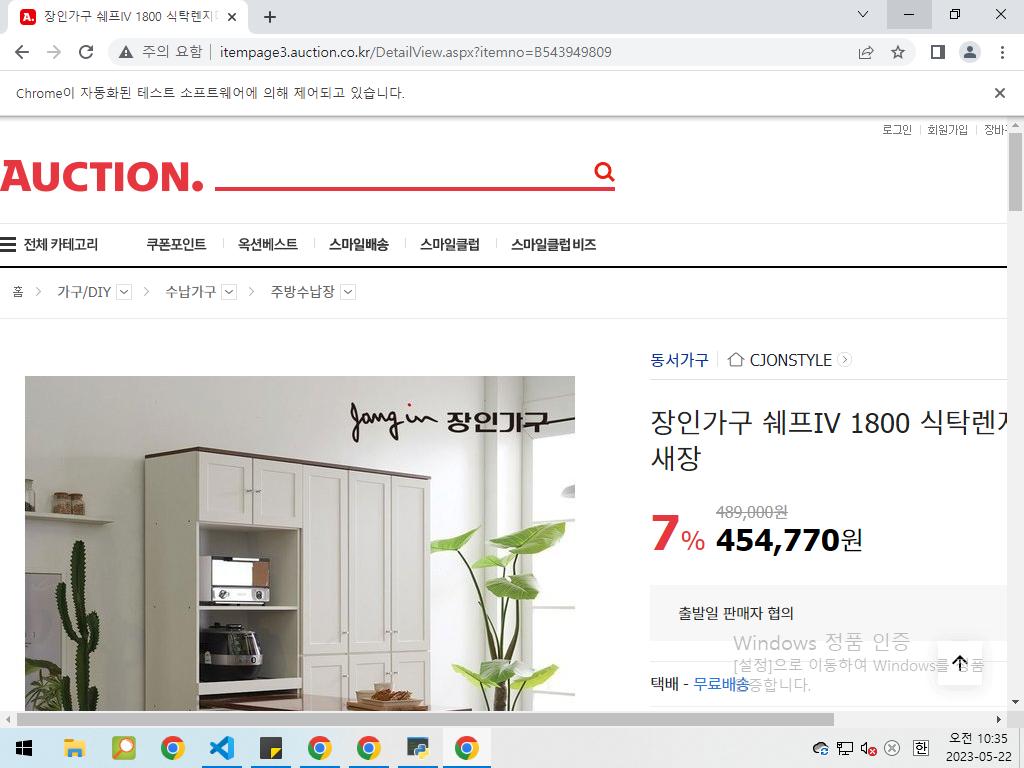 장인가구 쉐프IV 1800 식탁렌지
주의 요함
itempage3.auction.co.kr/DetailView.aspx?itemno=B543949809
Chrome이 자동화된 테스트 소프트웨어에 의해 제어되고 있습니다.
로그인 회원가입 장바
AUCTION.
전체 카테고리 쿠폰포인트 옥션베스트 스마일배송 스마일클럽 스마일클럽 비즈
홈 가구/DIY 수납가구 주방수납장
동서가구 CJONSTYLE
Jang in 장인가구
장인가구 쉐프IV 1800 식탁렌지
새장
489,000원
7% 454,770원
출발일 판매자 협의
Windows 정품 인증
[설정]으로 이동하여 Windows를 정품
인증합니다.
택배 - 무료배송
한
오전 10:35
2023-05-22